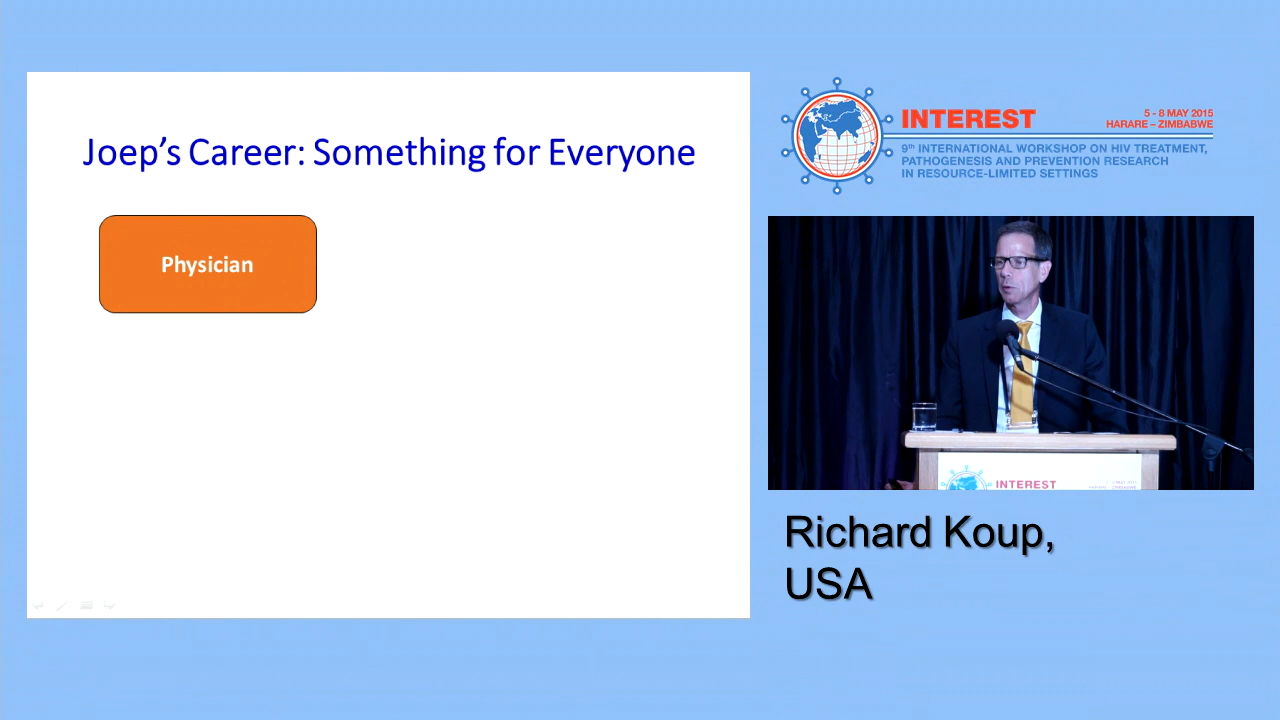 Joep's Career: Something for Everyone
Physician
INTEREST
5 - 8 MAY 2015
HARARE – ZIMBABWE
9th INTERNATIONAL WORKSHOP ON HIV TREATMENT,
PATHOGENESIS AND PREVENTION RESEARCH
IN RESOURCE-LIMITED SETTINGS
INTEREST
Richard Koup,
USA